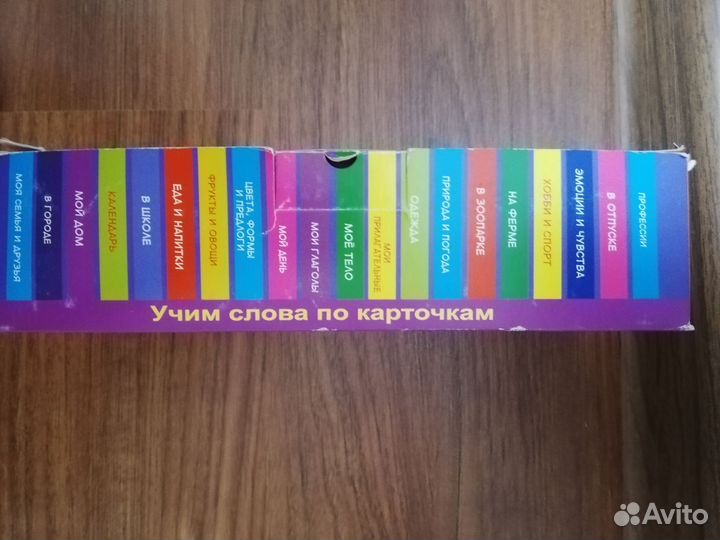 МОЯ СЕМЬЯ И ДРУЗЬЯ
В ГОРОДЕ
МОЙ ДОМ
КАЛЕНДАРЬ
В ШКОЛЕ
ЕДА И НАПИТКИ
ФРУКТЫ И ОВОЩИ
ЦВЕТА, ФОРМЫ
И ПРЕДЛОГИ
МОЙ ДЕНЬ
МОИ ГЛАГОЛЫ
МОЁ ТЕЛО
МОИ
ПРИЛАГАТЕЛЬНЫЕ
ОДЕЖДА
ПРИРОДА И ПОГОДА
В ЗООПАРКЕ
НА ФЕРМЕ
ХОББИ И СПОРТ
ЭМОЦИИ И ЧУВСТВА
В ОТПУСКЕ
ПРОФЕССИИ
Учим слова по карточкам
Avito